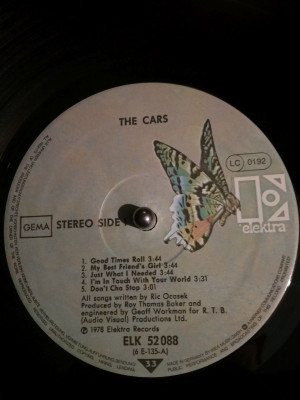 THE CARS
LC 0192
elektra
GEMA
STEREO SIDE
1. Good Times Roll 3:44
2. My Best Friend's Girl 3:44
3. Just What I Needed 3:44
4. I'm In Touch With Your World 3:31
5. Don't Cha Stop 3:01
All songs written by Ric Ocasek
Produced by Roy Thomas Baker and
engineered by Geoff Workman for R. T. B.
(Audio Visual) Productions Ltd.
℗ 1978 Elektra Records
ELK 52 088
(6 E-135-A)
33